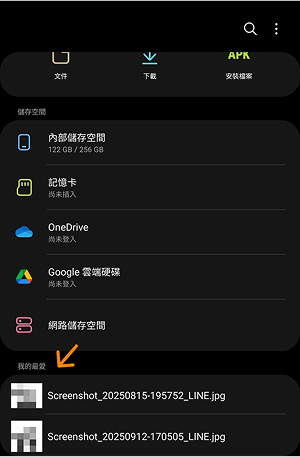 APK
文件
下載
安裝檔案
儲存空間
內部儲存空間
122 GB / 256 GB
記憶卡
尚未插入
OneDrive
尚未登入
Google 雲端硬碟
尚未登入
網路儲存空間
我的最愛
Screenshot_20250815-195752_LINE.jpg
Screenshot_20250912-170505_LINE.jpg